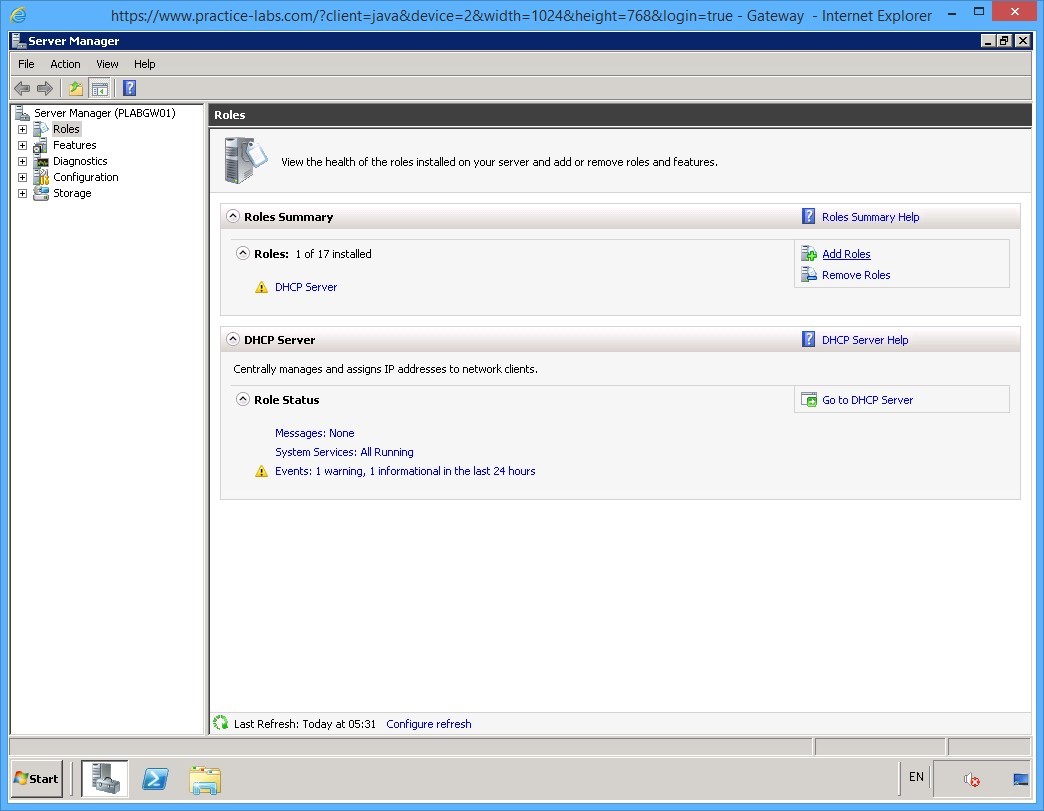 https://www.practice-labs.com/?client=java&device=2&width=1024&height=768&login=true - Gateway - Internet Explorer
Server Manager
File Action View Help
Server Manager (PLABGW01)
Roles
Features
Diagnostics
Configuration
Storage
Roles
View the health of the roles installed on your server and add or remove roles and features.
Roles Summary
Roles Summary Help
Roles: 1 of 17 installed
Add Roles
Remove Roles
DHCP Server
DHCP Server
DHCP Server Help
Centrally manages and assigns IP addresses to network clients.
Role Status
Go to DHCP Server
Messages: None
System Services: All Running
Events: 1 warning, 1 informational in the last 24 hours
Last Refresh: Today at 05:31 Configure refresh
Start
EN